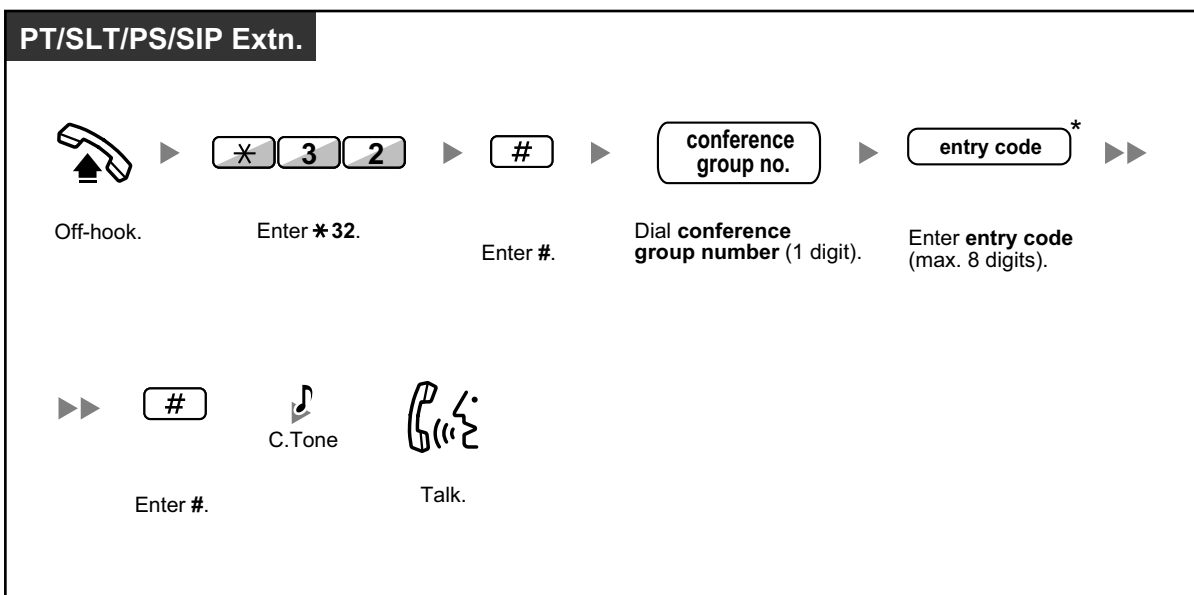 PT/SLT/PS/SIP Extn.
* 3 2
#
conference
group no.
entry code*
Off-hook.
Enter *32.
Enter #.
Dial conference
group number (1 digit).
Enter entry code
(max. 8 digits).
#
C.Tone
Enter #.
Talk.